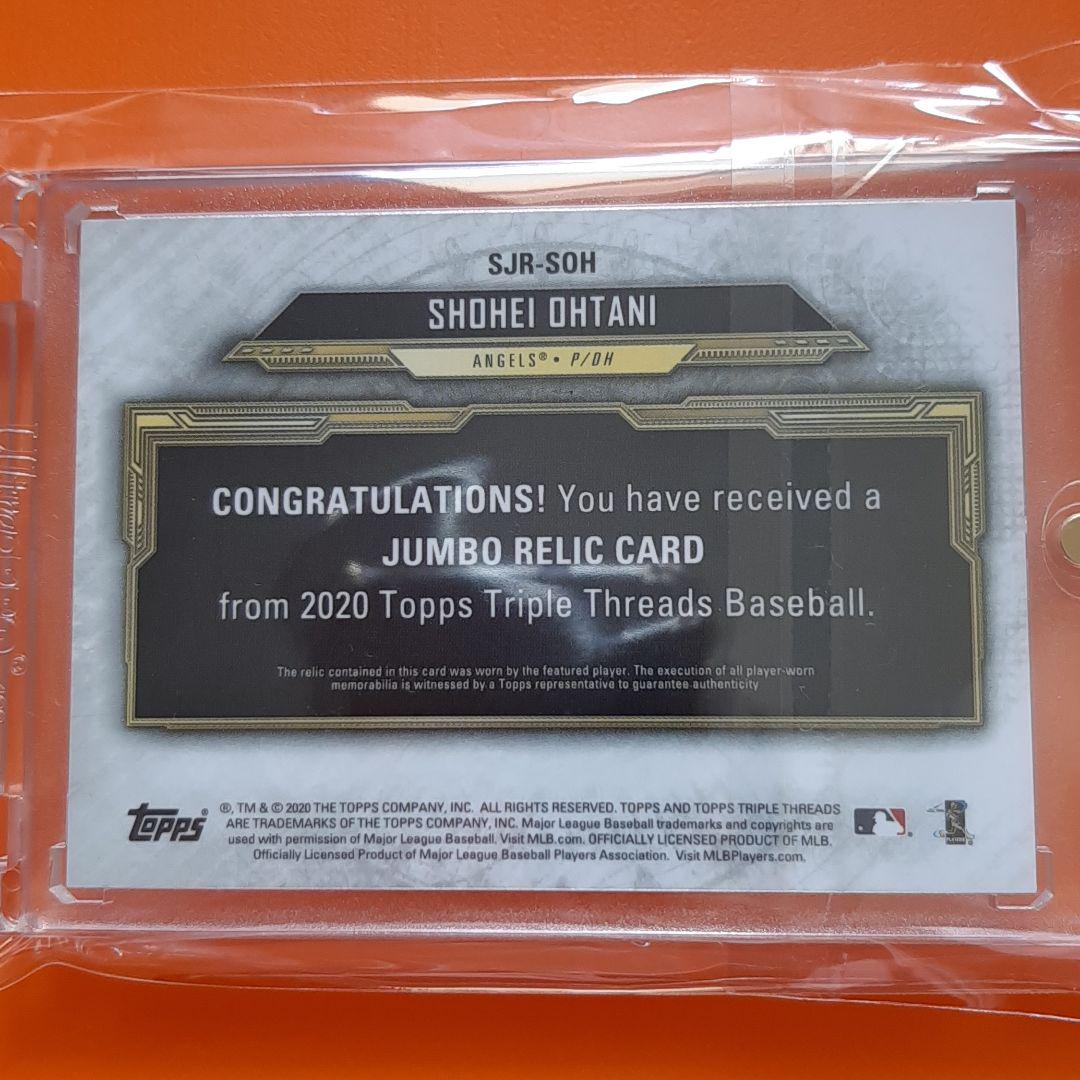 SJR-SOH
SHOHEI OHTANI
ANGELS® • P/DH
CONGRATULATIONS! You have received a
JUMBO RELIC CARD
from 2020 Topps Triple Threads Baseball.
The relic contained in this card was worn by the featured player. The execution of all player-worn
memorabilia is witnessed by a Topps representative to guarantee authenticity
Topps®
®, TM & © 2020 THE TOPPS COMPANY, INC. ALL RIGHTS RESERVED. TOPPS AND TOPPS TRIPLE THREADS
ARE TRADEMARKS OF THE TOPPS COMPANY, INC. Major League Baseball trademarks and copyrights are
used with permission of Major League Baseball. Visit MLB.com. OFFICIALLY LICENSED PRODUCT OF MLB.
Officially Licensed Product of Major League Baseball Players Association. Visit MLBPlayers.com.